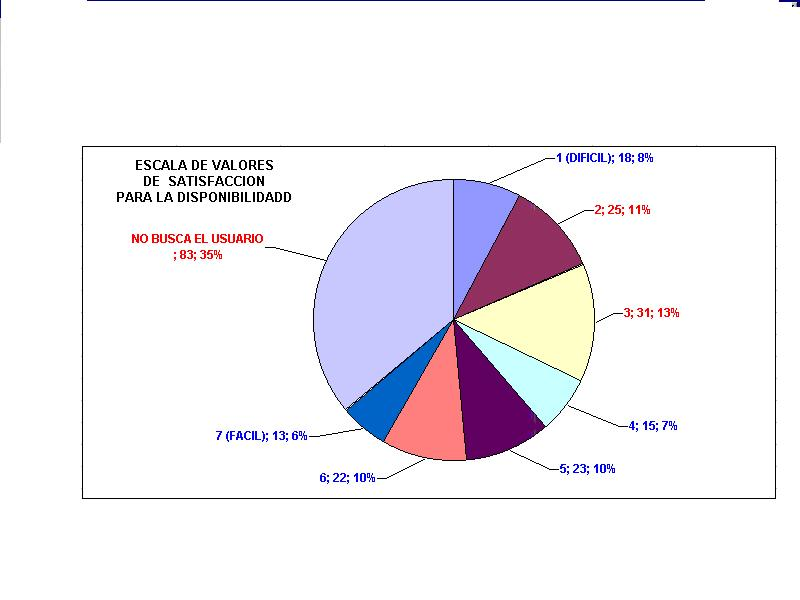 ESCALA DE VALORES
DE SATISFACCION
PARA LA DISPONIBILIDADD
1 (DIFICIL); 18; 8%
2; 25; 11%
NO BUSCA EL USUARIO
; 83; 35%
3; 31; 13%
4; 15; 7%
7 (FACIL); 13; 6%
5; 23; 10%
6; 22; 10%